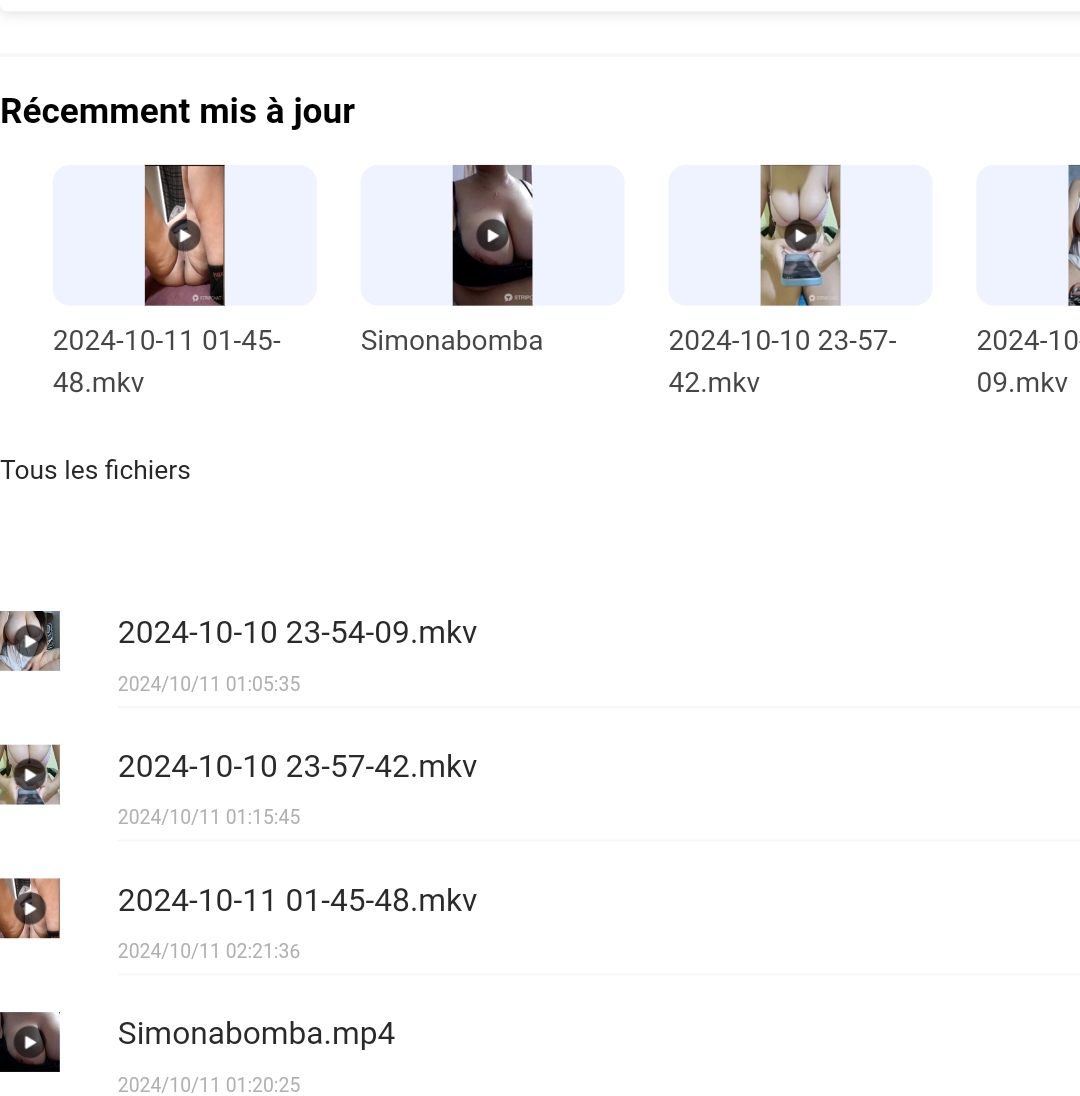 Récemment mis à jour
2024-10-11 01-45-
48.mkv
Simonabomba
2024-10-10 23-57-
42.mkv
2024-10-
09.mkv
Tous les fichiers
2024-10-10 23-54-09.mkv
2024/10/11 01:05:35
2024-10-10 23-57-42.mkv
2024/10/11 01:15:45
2024-10-11 01-45-48.mkv
2024/10/11 02:21:36
Simonabomba.mp4
2024/10/11 01:20:25